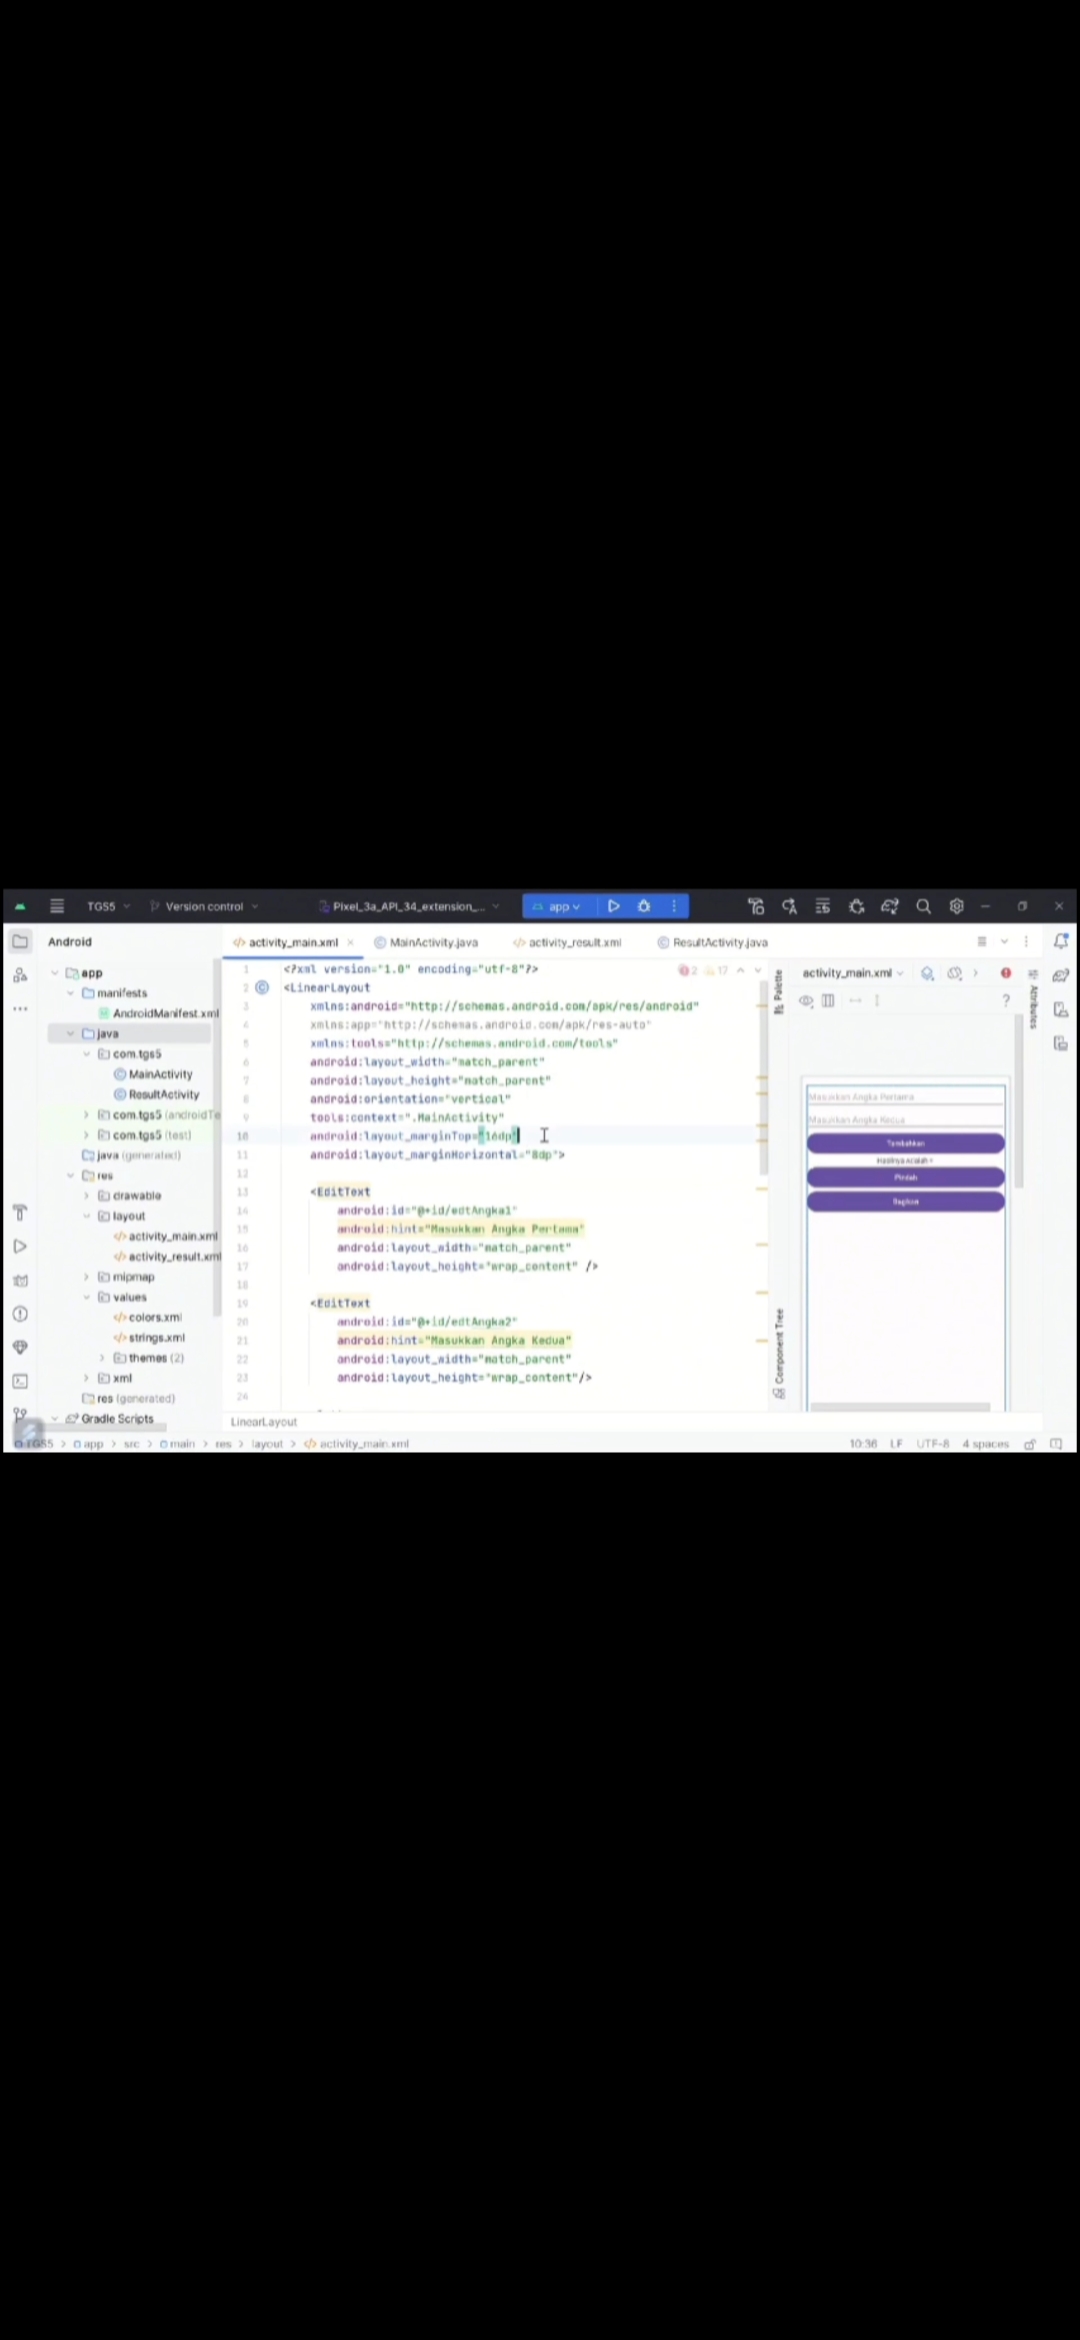 TGS5
Version control
Pixel_3a_API_34_extension_...
app
Android
activity_main.xml
MainActivity.java
activity_result.xml
ResultActivity.java
app
manifests
AndroidManifest.xml
java
com.tgs5
MainActivity
ResultActivity
com.tgs5 (androidTe
com.tgs5 (test)
java (generated)
res
drawable
layout
activity_main.xml
activity_result.xml
mipmap
values
colors.xml
strings.xml
themes (2)
xml
res (generated)
Gradle Scripts
1 <?xml version="1.0" encoding="utf-8"?>
2 <LinearLayout
3 xmlns:android="http://schemas.android.com/apk/res/android"
4 xmlns:app="http://schemas.android.com/apk/res-auto"
5 xmlns:tools="http://schemas.android.com/tools"
6 android:layout_width="match_parent"
7 android:layout_height="match_parent"
8 android:orientation="vertical"
9 tools:context=".MainActivity"
10 android:layout_marginTop="16dp"
11 android:layout_marginHorizontal="8dp">
12
13 <EditText
14 android:id="@+id/edtAngka1"
15 android:hint="Masukkan Angka Pertama"
16 android:layout_width="match_parent"
17 android:layout_height="wrap_content" />
18
19 <EditText
20 android:id="@+id/edtAngka2"
21 android:hint="Masukkan Angka Kedua"
22 android:layout_width="match_parent"
23 android:layout_height="wrap_content"/>
24
2 17
LinearLayout
Palette
Component Tree
activity_main.xml
?
Attributes
Masukkan Angka Pertama
Masukkan Angka Kedua
Tambahkan
Hasilnya Adalah =
Pindah
Bagikan
TGS5 > app > src > main > res > layout > activity_main.xml
10:36 LF UTF-8 4 spaces